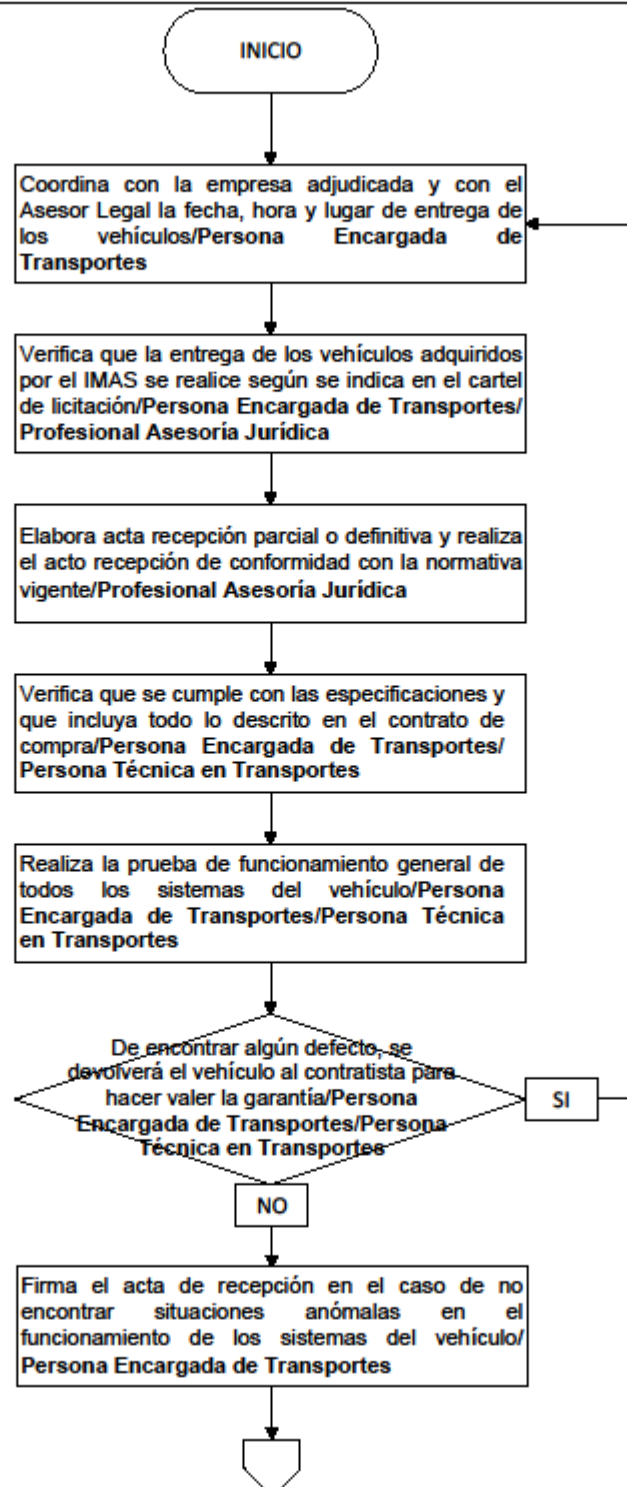 INICIO
Coordina con la empresa adjudicada y con el
Asesor Legal la fecha, hora y lugar de entrega de
los vehículos/Persona Encargada de
Transportes
Verifica que la entrega de los vehículos adquiridos
por el IMAS se realice según se indica en el cartel
de licitación/Persona Encargada de Transportes/
Profesional Asesoría Jurídica
Elabora acta recepción parcial o definitiva y realiza
el acto recepción de conformidad con la normativa
vigente/Profesional Asesoría Jurídica
Verifica que se cumple con las especificaciones y
que incluya todo lo descrito en el contrato de
compra/Persona Encargada de Transportes/
Persona Técnica en Transportes
Realiza la prueba de funcionamiento general de
todos los sistemas del vehículo/Persona
Encargada de Transportes/Persona Técnica
en Transportes
De encontrar algún defecto, se
devolverá el vehículo al contratista para
hacer valer la garantía/Persona
Encargada de Transportes/Persona
Técnica en Transportes
SI
NO
Firma el acta de recepción en el caso de no
encontrar situaciones anómalas en el
funcionamiento de los sistemas del vehículo/
Persona Encargada de Transportes